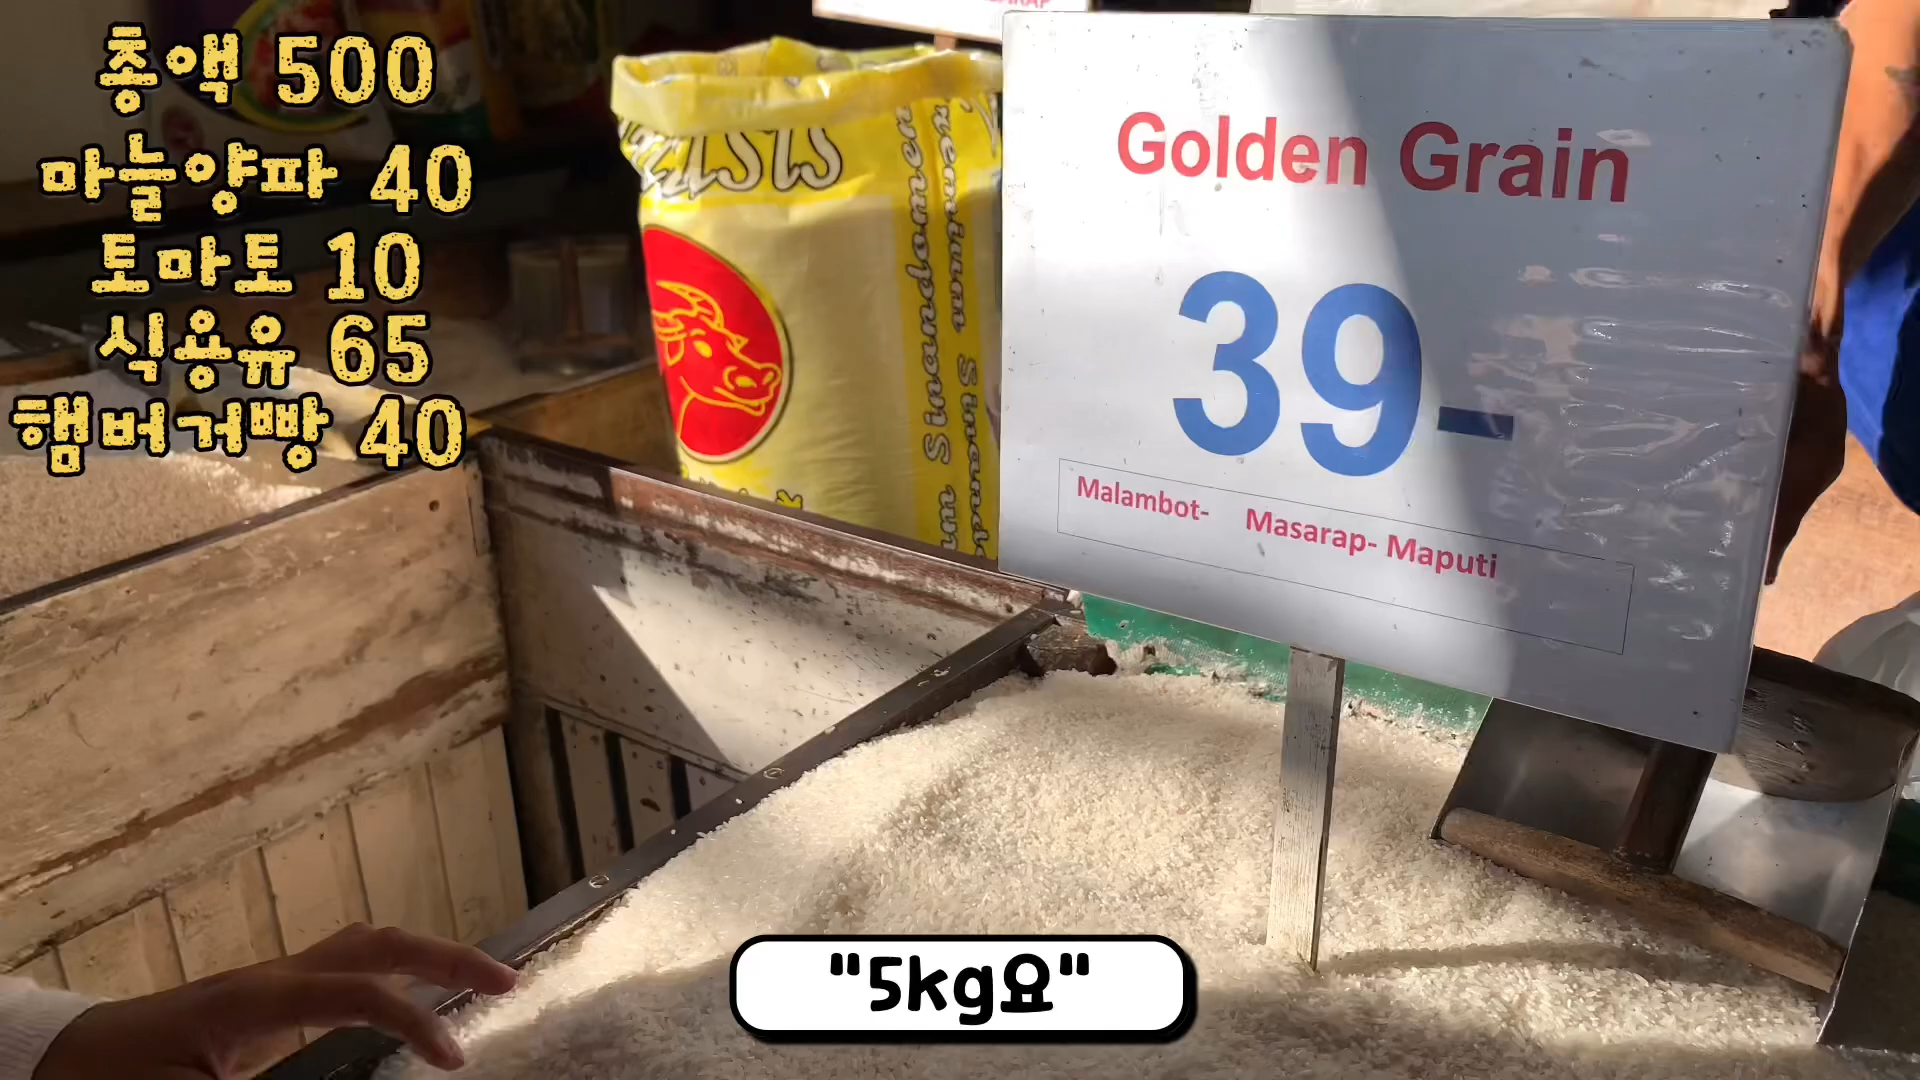 총액 500
마늘양파 40
토마토 10
식용유 65
햄버거빵 40
Golden Grain
39-
Malambot- Masarap- Maputi
Sinandomen
"5kg요"